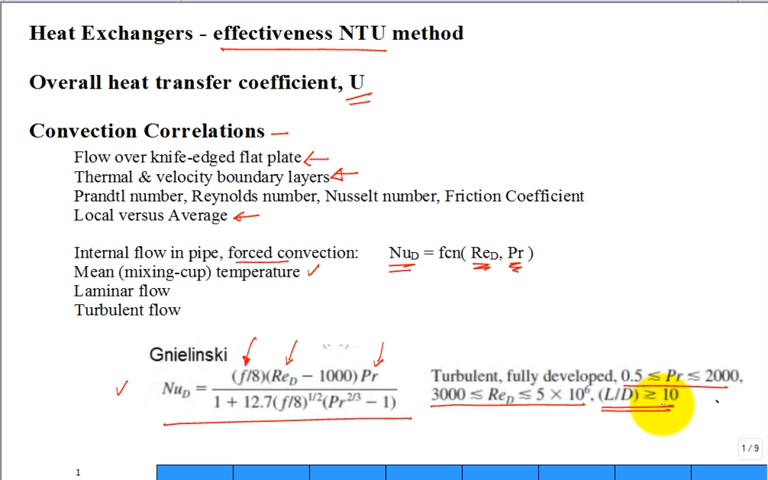 Heat Exchangers - effectiveness NTU method
Overall heat transfer coefficient, U
Convection Correlations
Flow over knife-edged flat plate
Thermal & velocity boundary layers
Prandtl number, Reynolds number, Nusselt number, Friction Coefficient
Local versus Average
Internal flow in pipe, forced convection: NuD = fcn( ReD, Pr )
Mean (mixing-cup) temperature
Laminar flow
Turbulent flow
Gnielinski
Nu_D = (f/8)(Re_D − 1000) Pr / 1 + 12.7(f/8)^1/2(Pr^2/3 − 1)
Turbulent, fully developed, 0.5 ≤ Pr ≤ 2000,
3000 ≤ Re_D ≤ 5 × 10^6, (L/D) ≥ 10
1 / 9
1